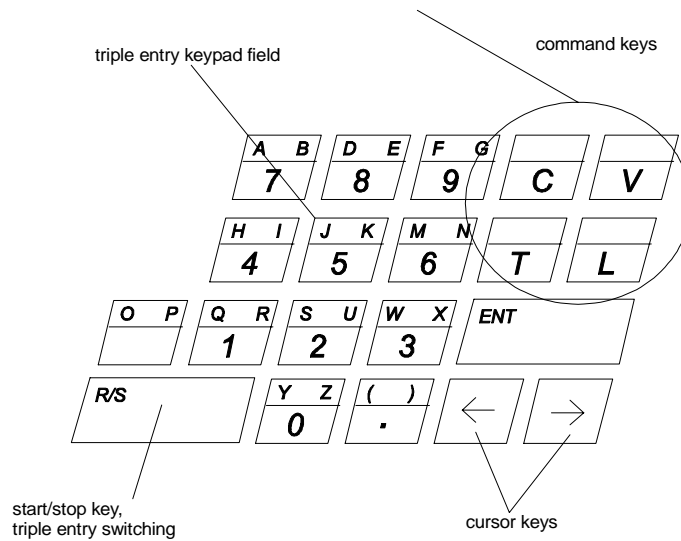 command keys
triple entry keypad field
A B D E F G
7 8 9 C V
H I J K M N
4 5 6 T L
O P Q R S U W X ENT
1 2 3
R/S Y Z ( )
0 . ← →
start/stop key,
triple entry switching
cursor keys